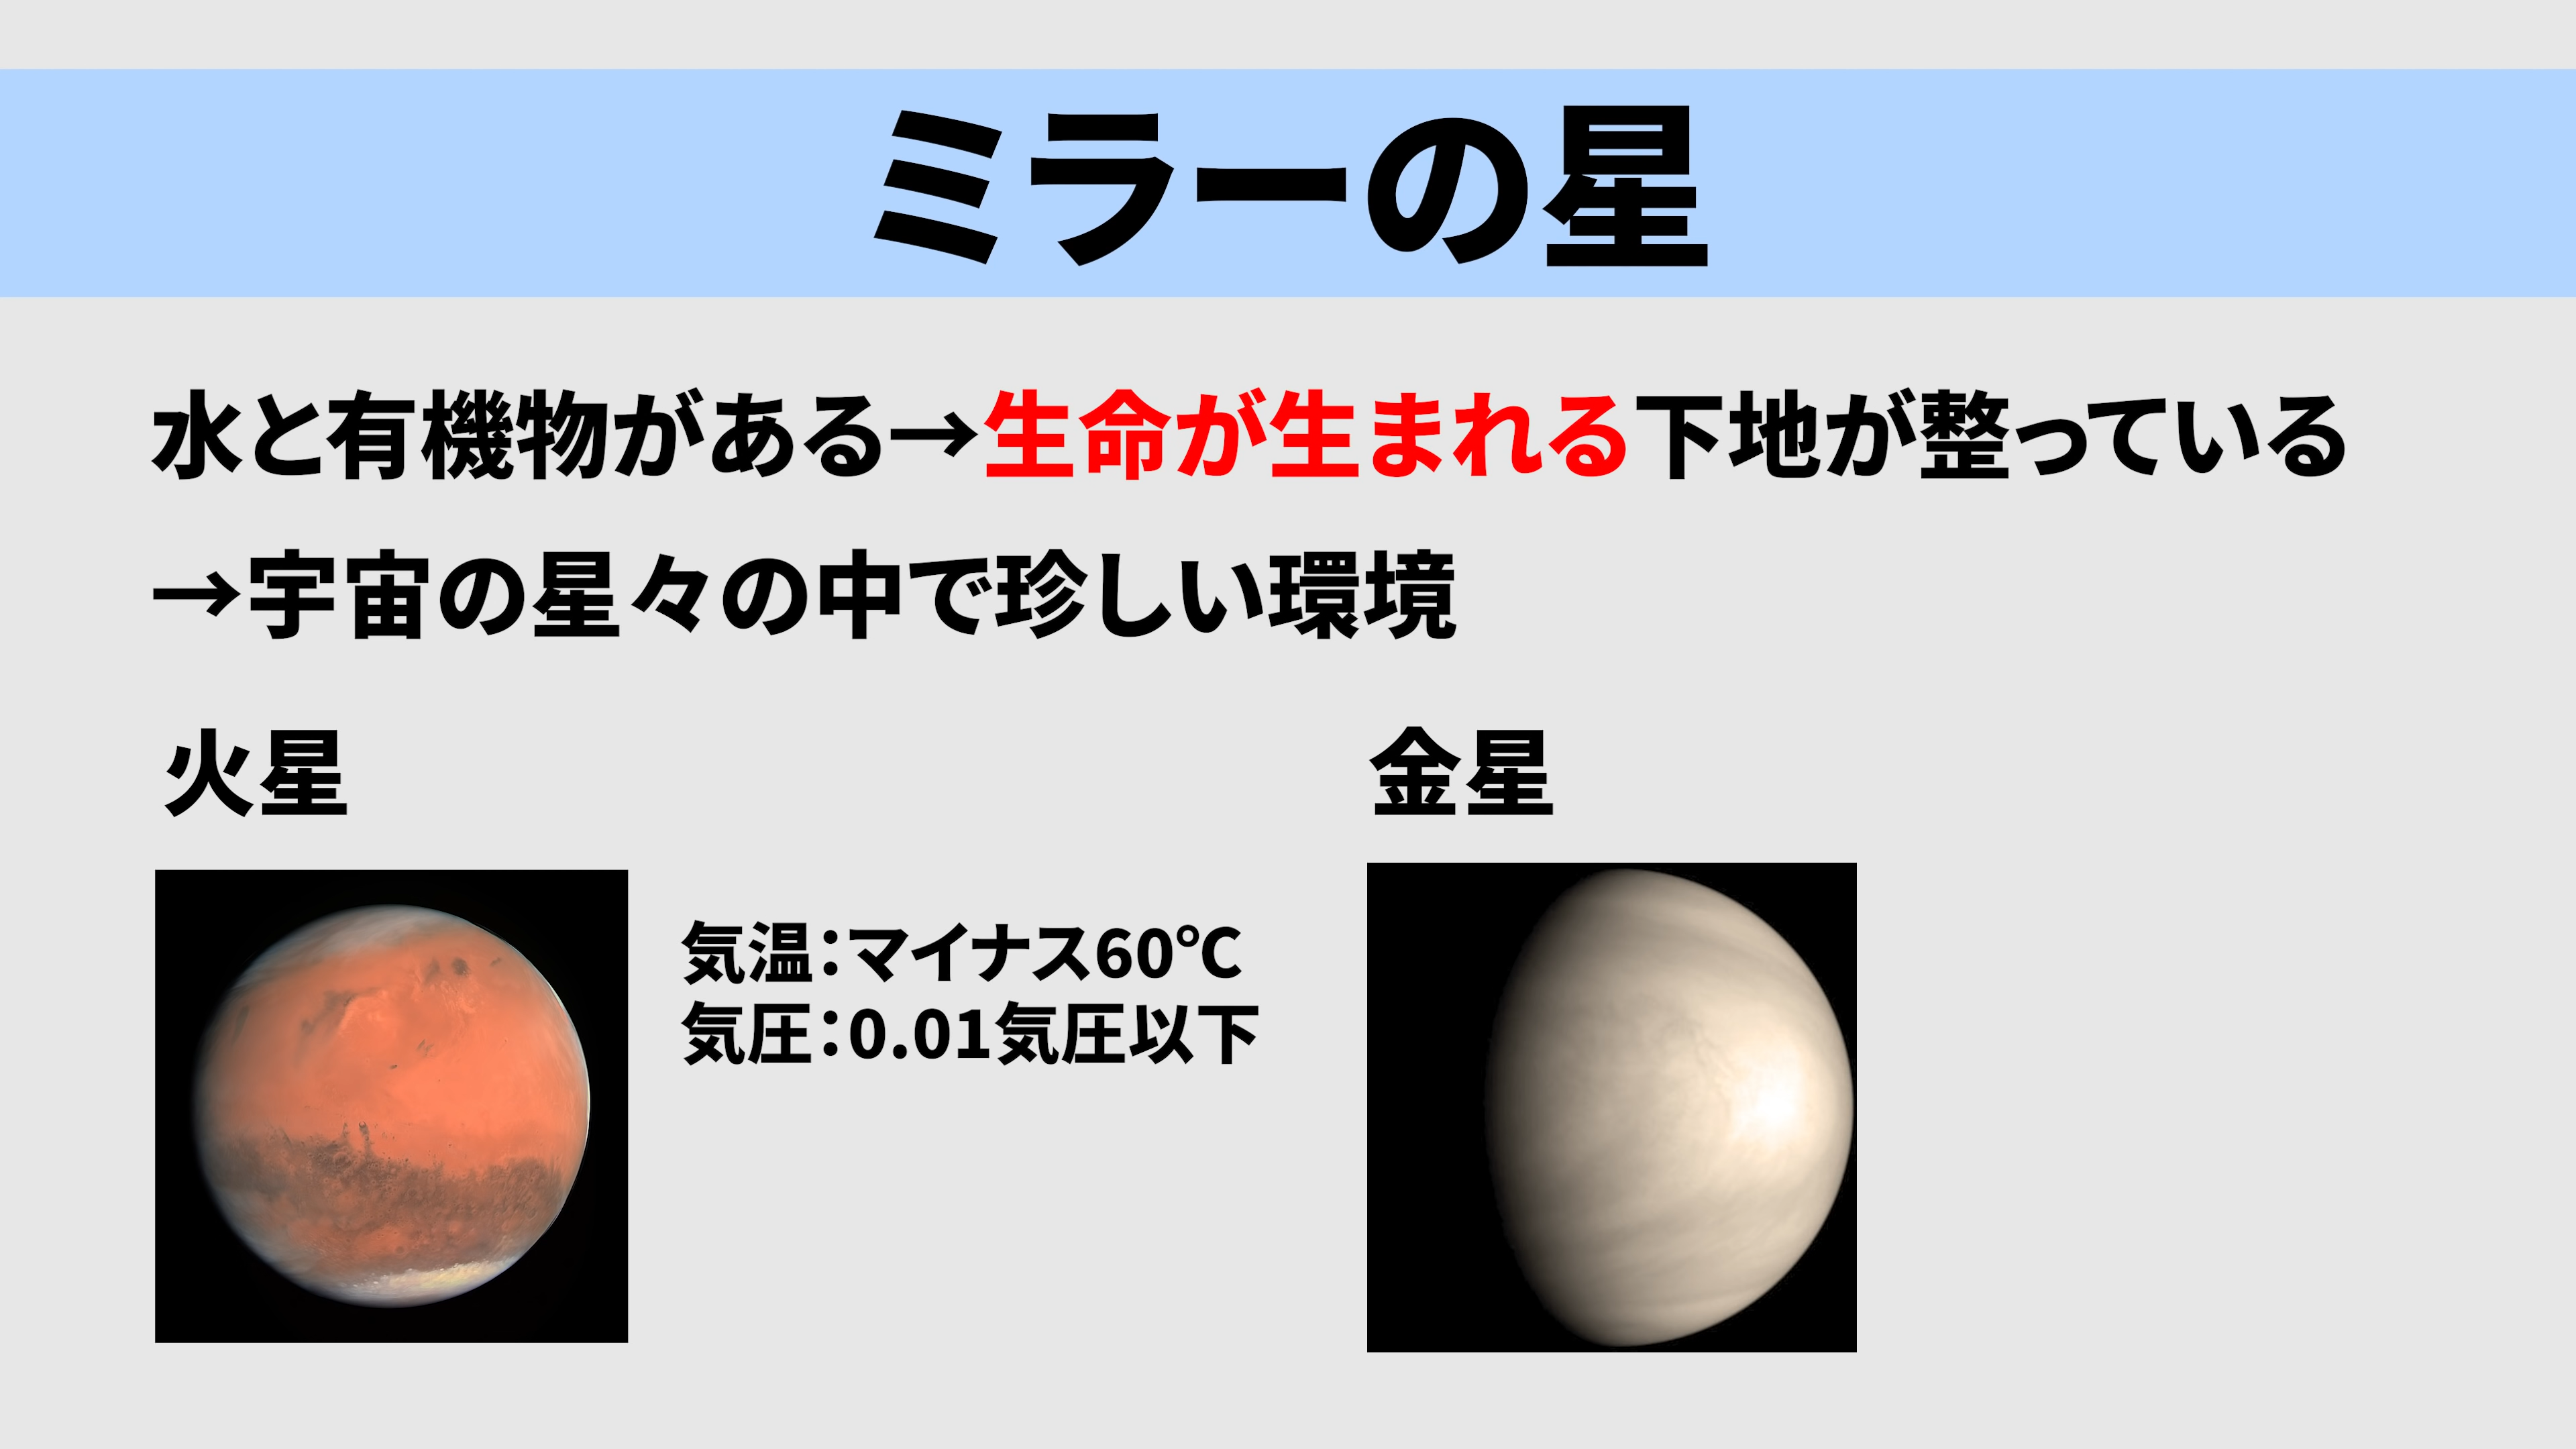 ミラーの星
水と有機物がある→生命が生まれる下地が整っている
→宇宙の星々の中で珍しい環境
火星
金星
気温：マイナス60℃
気圧：0.01気圧以下